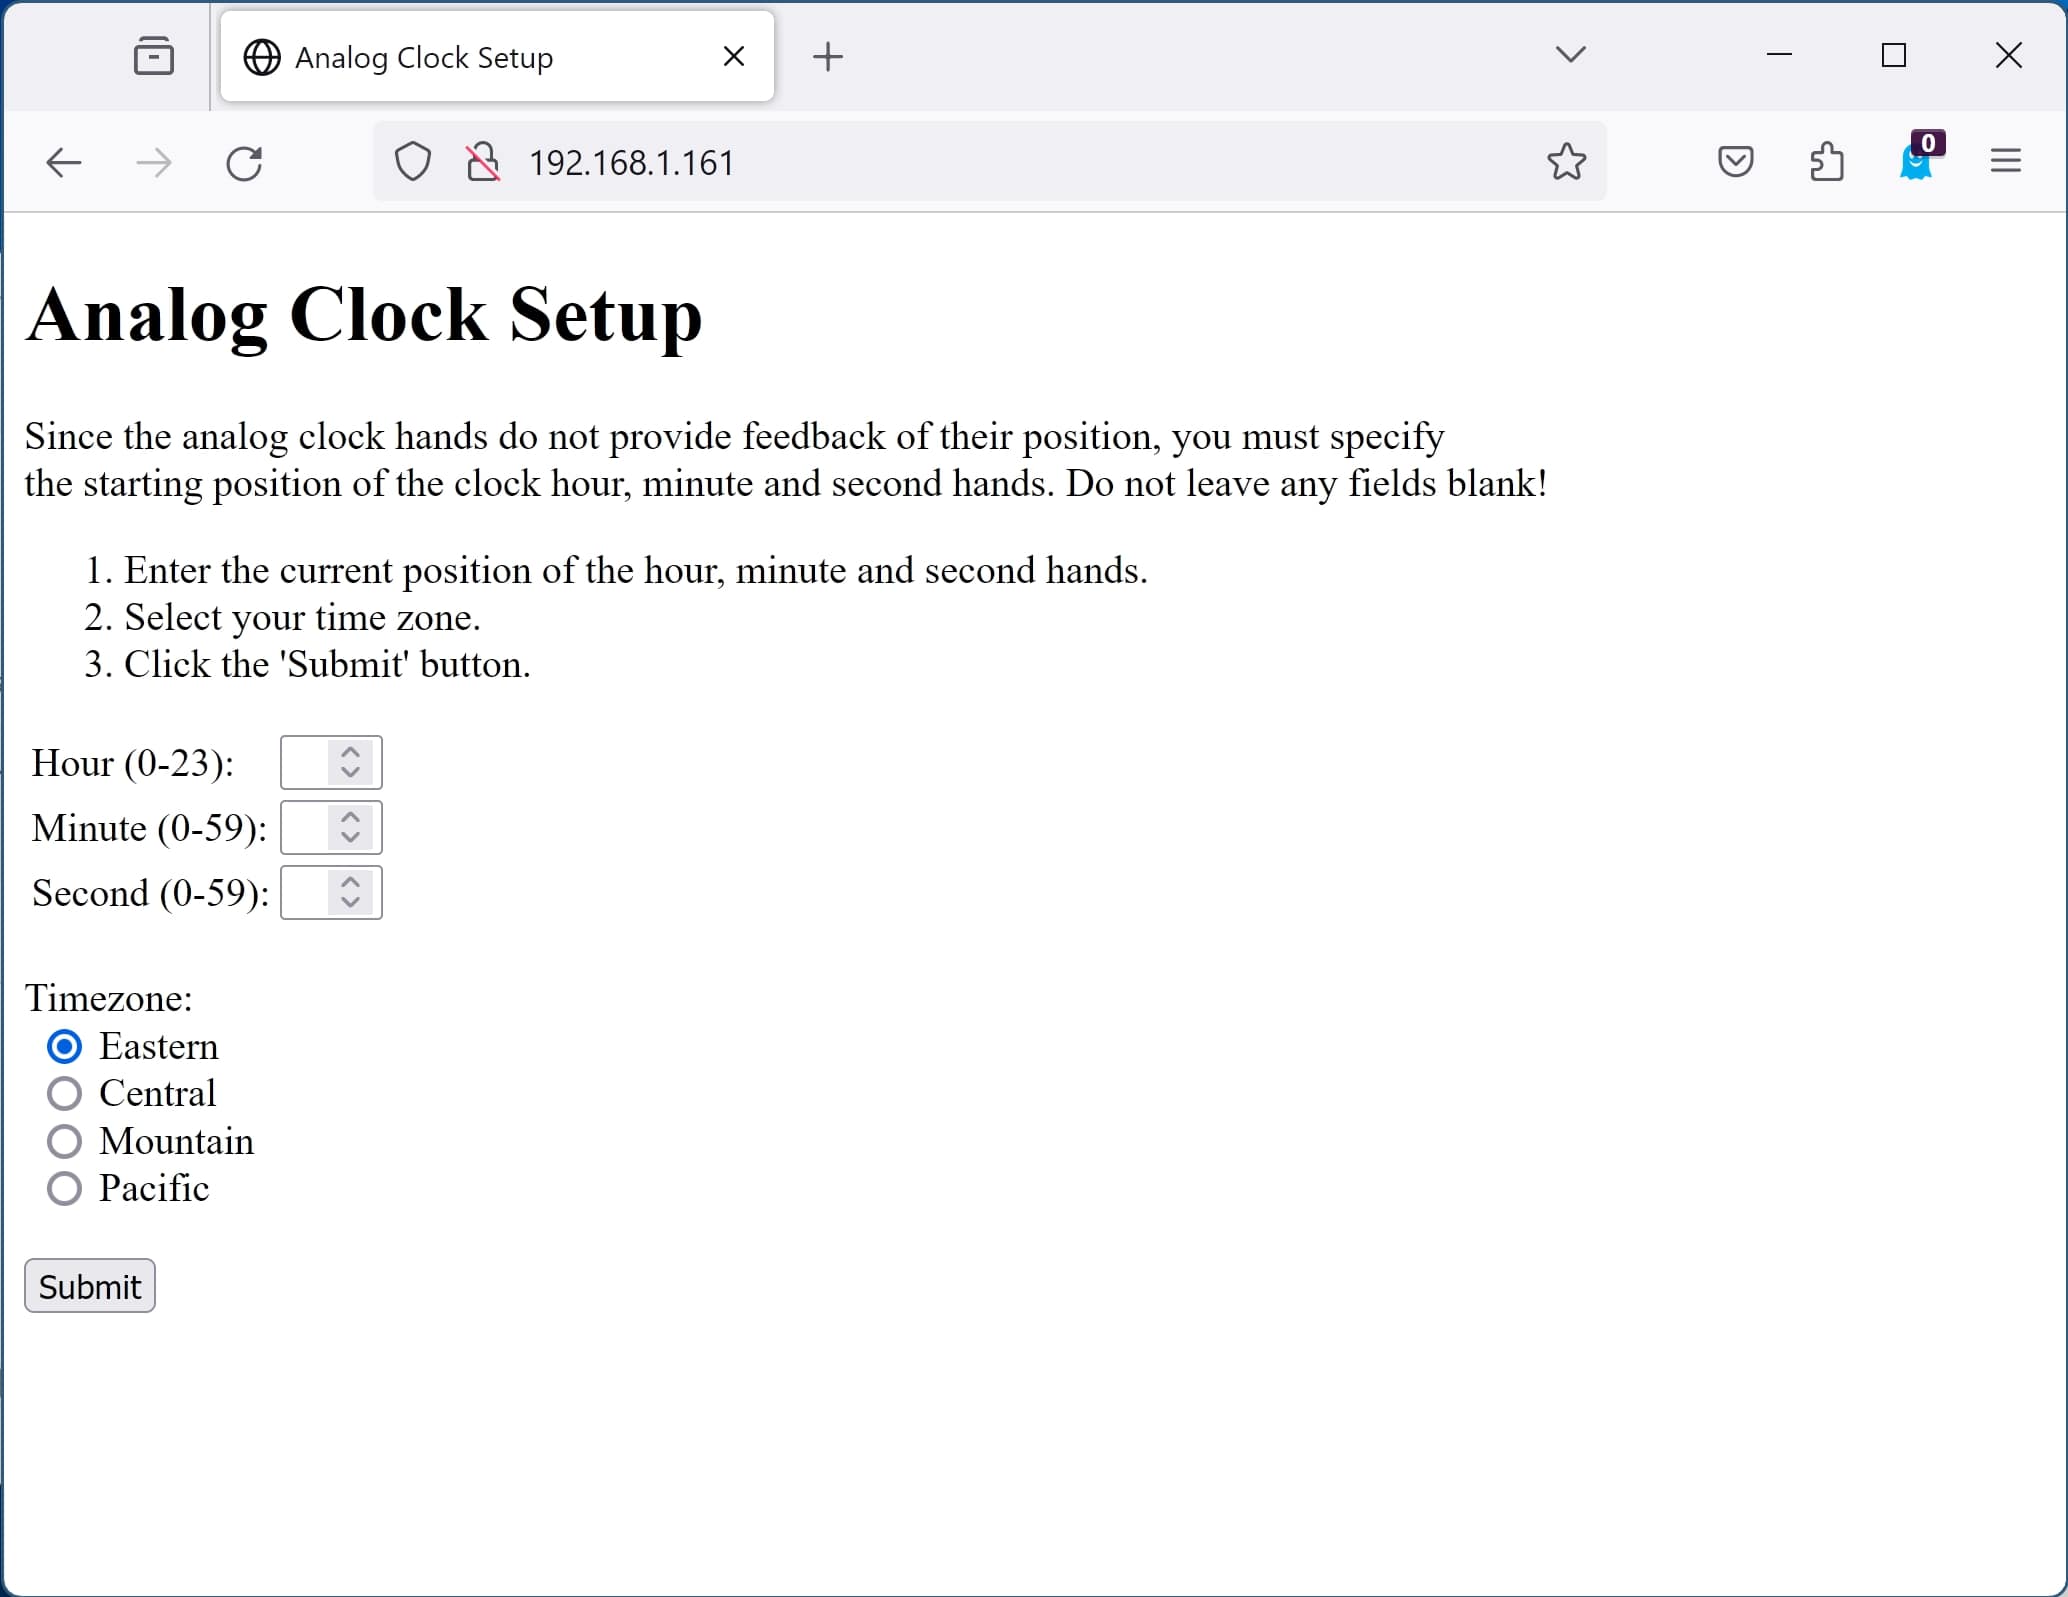 Analog Clock Setup
192.168.1.161
0
Analog Clock Setup
Since the analog clock hands do not provide feedback of their position, you must specify
the starting position of the clock hour, minute and second hands. Do not leave any fields blank!
1. Enter the current position of the hour, minute and second hands.
2. Select your time zone.
3. Click the 'Submit' button.
Hour (0-23):
Minute (0-59):
Second (0-59):
Timezone:
Eastern
Central
Mountain
Pacific
Submit